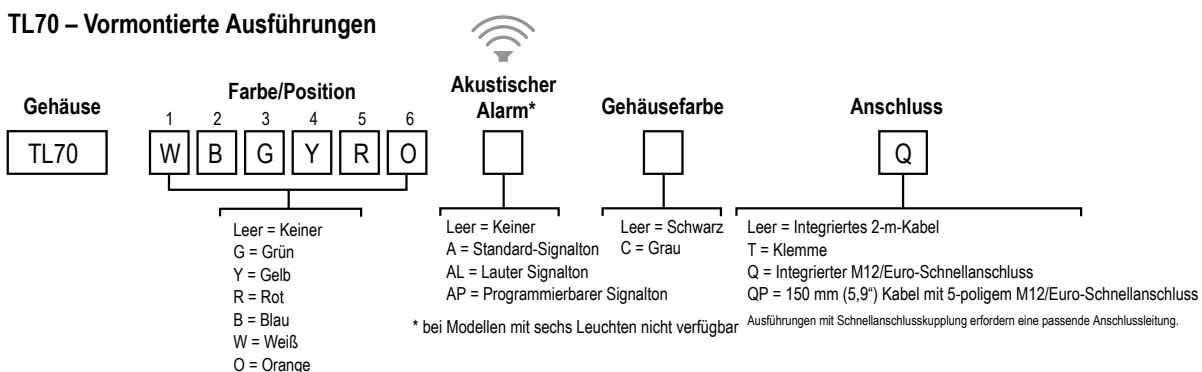 TL70 – Vormontierte Ausführungen
Gehäuse
TL70
Farbe/Position
1 2 3 4 5 6
W B G Y R O
Leer = Keiner
G = Grün
Y = Gelb
R = Rot
B = Blau
W = Weiß
O = Orange
Akustischer
Alarm*
Leer = Keiner
A = Standard-Signalton
AL = Lauter Signalton
AP = Programmierbarer Signalton
* bei Modellen mit sechs Leuchten nicht verfügbar
Gehäusefarbe
Leer = Schwarz
C = Grau
Anschluss
Q
Leer = Integriertes 2-m-Kabel
T = Klemme
Q = Integrierter M12/Euro-Schnellanschluss
QP = 150 mm (5,9“) Kabel mit 5-poligem M12/Euro-Schnellanschluss
Ausführungen mit Schnellanschlusskupplung erfordern eine passende Anschlussleitung.